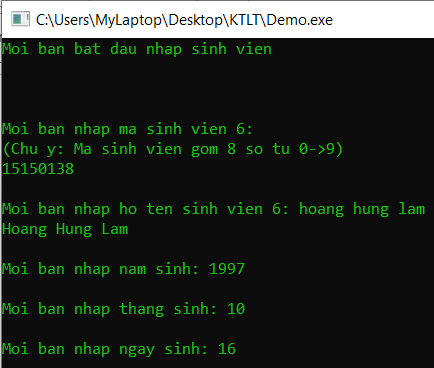 C:\Users\MyLaptop\Desktop\KTLT\Demo.exe
Moi ban bat dau nhap sinh vien
Moi ban nhap ma sinh vien 6:
(Chu y: Ma sinh vien gom 8 so tu 0->9)
15150138
Moi ban nhap ho ten sinh vien 6: hoang hung lam
Hoang Hung Lam
Moi ban nhap nam sinh: 1997
Moi ban nhap thang sinh: 10
Moi ban nhap ngay sinh: 16